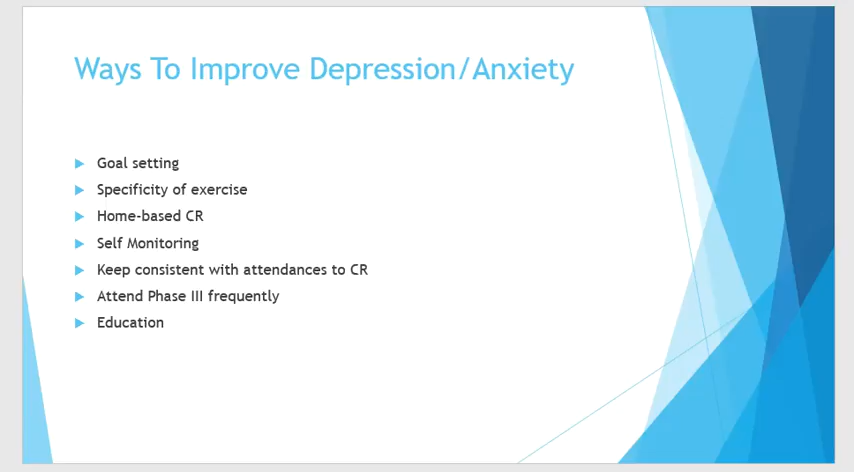 Ways To Improve Depression/Anxiety
Goal setting
Specificity of exercise
Home-based CR
Self Monitoring
Keep consistent with attendances to CR
Attend Phase III frequently
Education